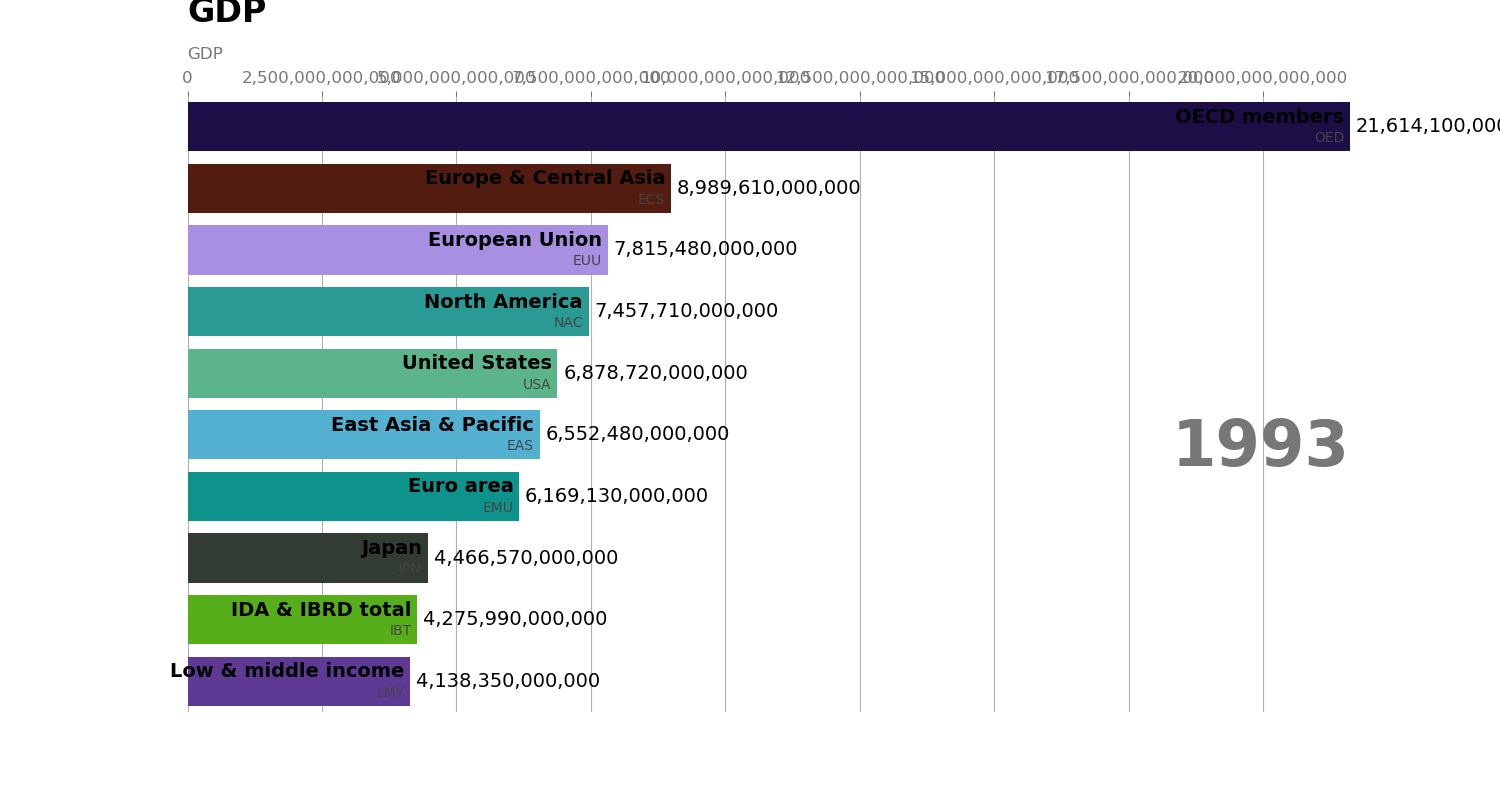 GDP
GDP
0 2,500,000,000,000 5,000,000,000,000 7,500,000,000,000 10,000,000,000,000 12,500,000,000,000 15,000,000,000,000 17,500,000,000,000 20,000,000,000,000
OECD members
OED
21,614,100,000
Europe & Central Asia
ECS
8,989,610,000,000
European Union
EUU
7,815,480,000,000
North America
NAC
7,457,710,000,000
United States
USA
6,878,720,000,000
East Asia & Pacific
EAS
6,552,480,000,000
1993
Euro area
EMU
6,169,130,000,000
Japan
JPN
4,466,570,000,000
IDA & IBRD total
IBT
4,275,990,000,000
Low & middle income
LMY
4,138,350,000,000